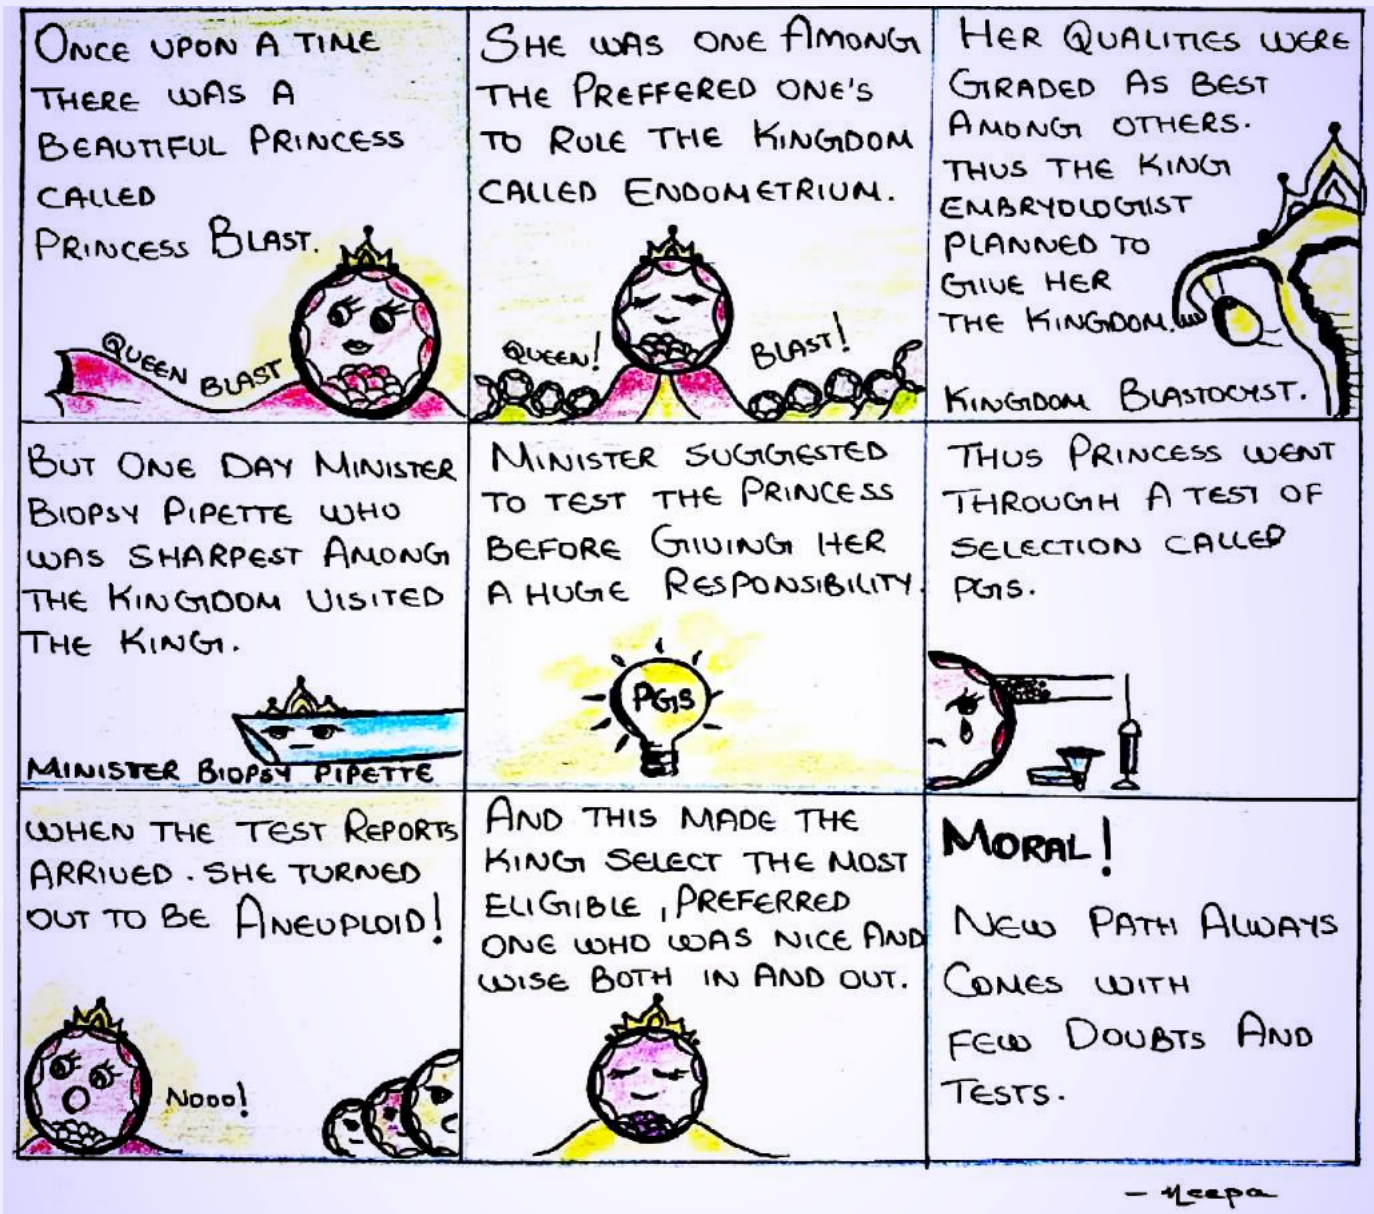 ONCE UPON A TIME
THERE WAS A
BEAUTIFUL PRINCESS
CALLED
PRINCESS BLAST.
QUEEN BLAST
SHE WAS ONE AMONG
THE PREFFERED ONE'S
TO RULE THE KINGDOM
CALLED ENDOMETRIUM.
QUEEN!
BLAST!
HER QUALITIES WERE
GRADED AS BEST
AMONG OTHERS.
THUS THE KING
EMBRYOLOGIST
PLANNED TO
GIVE HER
THE KINGDOM.
KINGDOM BLASTOCYST.
BUT ONE DAY MINISTER
BIOPSY PIPETTE WHO
WAS SHARPEST AMONG
THE KINGDOM VISITED
THE KING.
MINISTER BIOPSY PIPETTE
MINISTER SUGGESTED
TO TEST THE PRINCESS
BEFORE GIVING HER
A HUGE RESPONSIBILITY.
PGS
THUS PRINCESS WENT
THROUGH A TEST OF
SELECTION CALLED
PGS.
WHEN THE TEST REPORTS
ARRIVED. SHE TURNED
OUT TO BE ANEUPLOID!
NOOO!
AND THIS MADE THE
KING SELECT THE MOST
ELIGIBLE, PREFERRED
ONE WHO WAS NICE AND
WISE BOTH IN AND OUT.
MORAL!
NEW PATH ALWAYS
COMES WITH
FEW DOUBTS AND
TESTS.
- Neepa